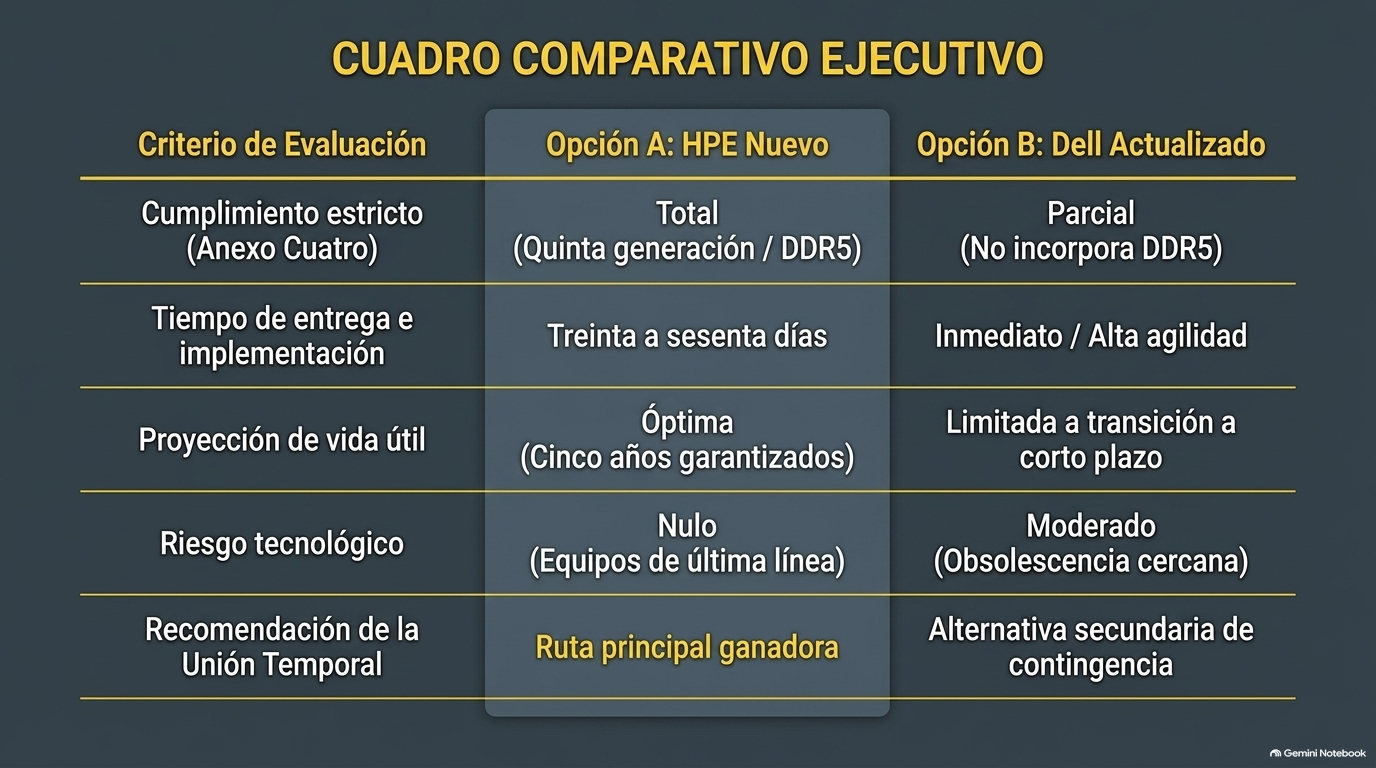 CUADRO COMPARATIVO EJECUTIVO
Criterio de Evaluación
Opción A: HPE Nuevo
Opción B: Dell Actualizado
Cumplimiento estricto
(Anexo Cuatro)
Total
(Quinta generación / DDR5)
Parcial
(No incorpora DDR5)
Tiempo de entrega e
implementación
Treinta a sesenta días
Inmediato / Alta agilidad
Proyección de vida útil
Óptima
(Cinco años garantizados)
Limitada a transición a
corto plazo
Riesgo tecnológico
Nulo
(Equipos de última línea)
Moderado
(Obsolescencia cercana)
Recomendación de la
Unión Temporal
Ruta principal ganadora
Alternativa secundaria de
contingencia
Gemini Notebook